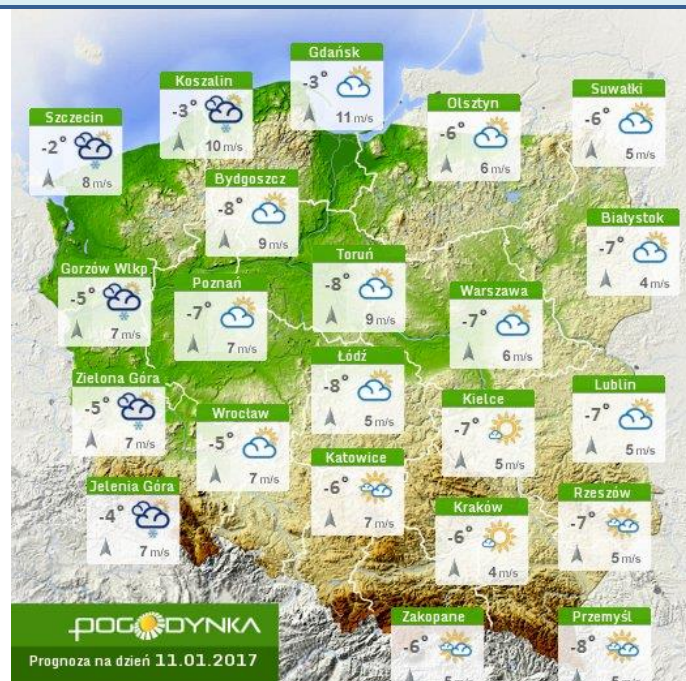 Gdańsk
-3°
11 m/s
Koszalin
-3°
10 m/s
Suwałki
-6°
5 m/s
Olsztyn
-6°
6 m/s
Szczecin
-2°
8 m/s
Bydgoszcz
-8°
9 m/s
Białystok
-7°
4 m/s
Toruń
-8°
9 m/s
Gorzów Wlkp
-5°
7 m/s
Poznań
-7°
7 m/s
Warszawa
-7°
6 m/s
Łódź
-8°
5 m/s
Zielona Góra
-5°
7 m/s
Lublin
-7°
5 m/s
Kielce
-7°
5 m/s
Wrocław
-5°
7 m/s
Katowice
-6°
7 m/s
Jelenia Góra
-4°
7 m/s
Rzeszów
-7°
5 m/s
Kraków
-6°
4 m/s
Zakopane
-6°
5 m/s
Przemyśl
-8°
5 m/s
POGODYNKA
Prognoza na dzień 11.01.2017